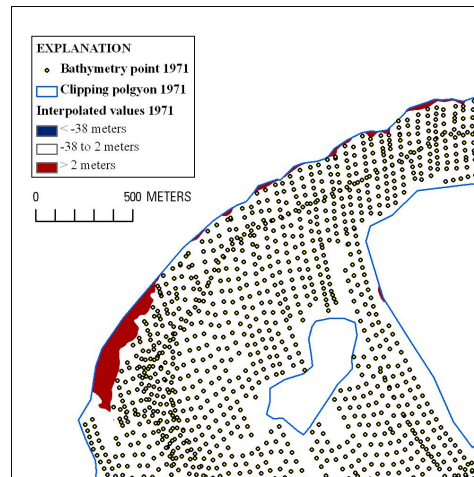 EXPLANATION
Bathymetry point 1971
Clipping polgyon 1971
Interpolated values 1971
< -38 meters
-38 to 2 meters
> 2 meters
0 500 METERS